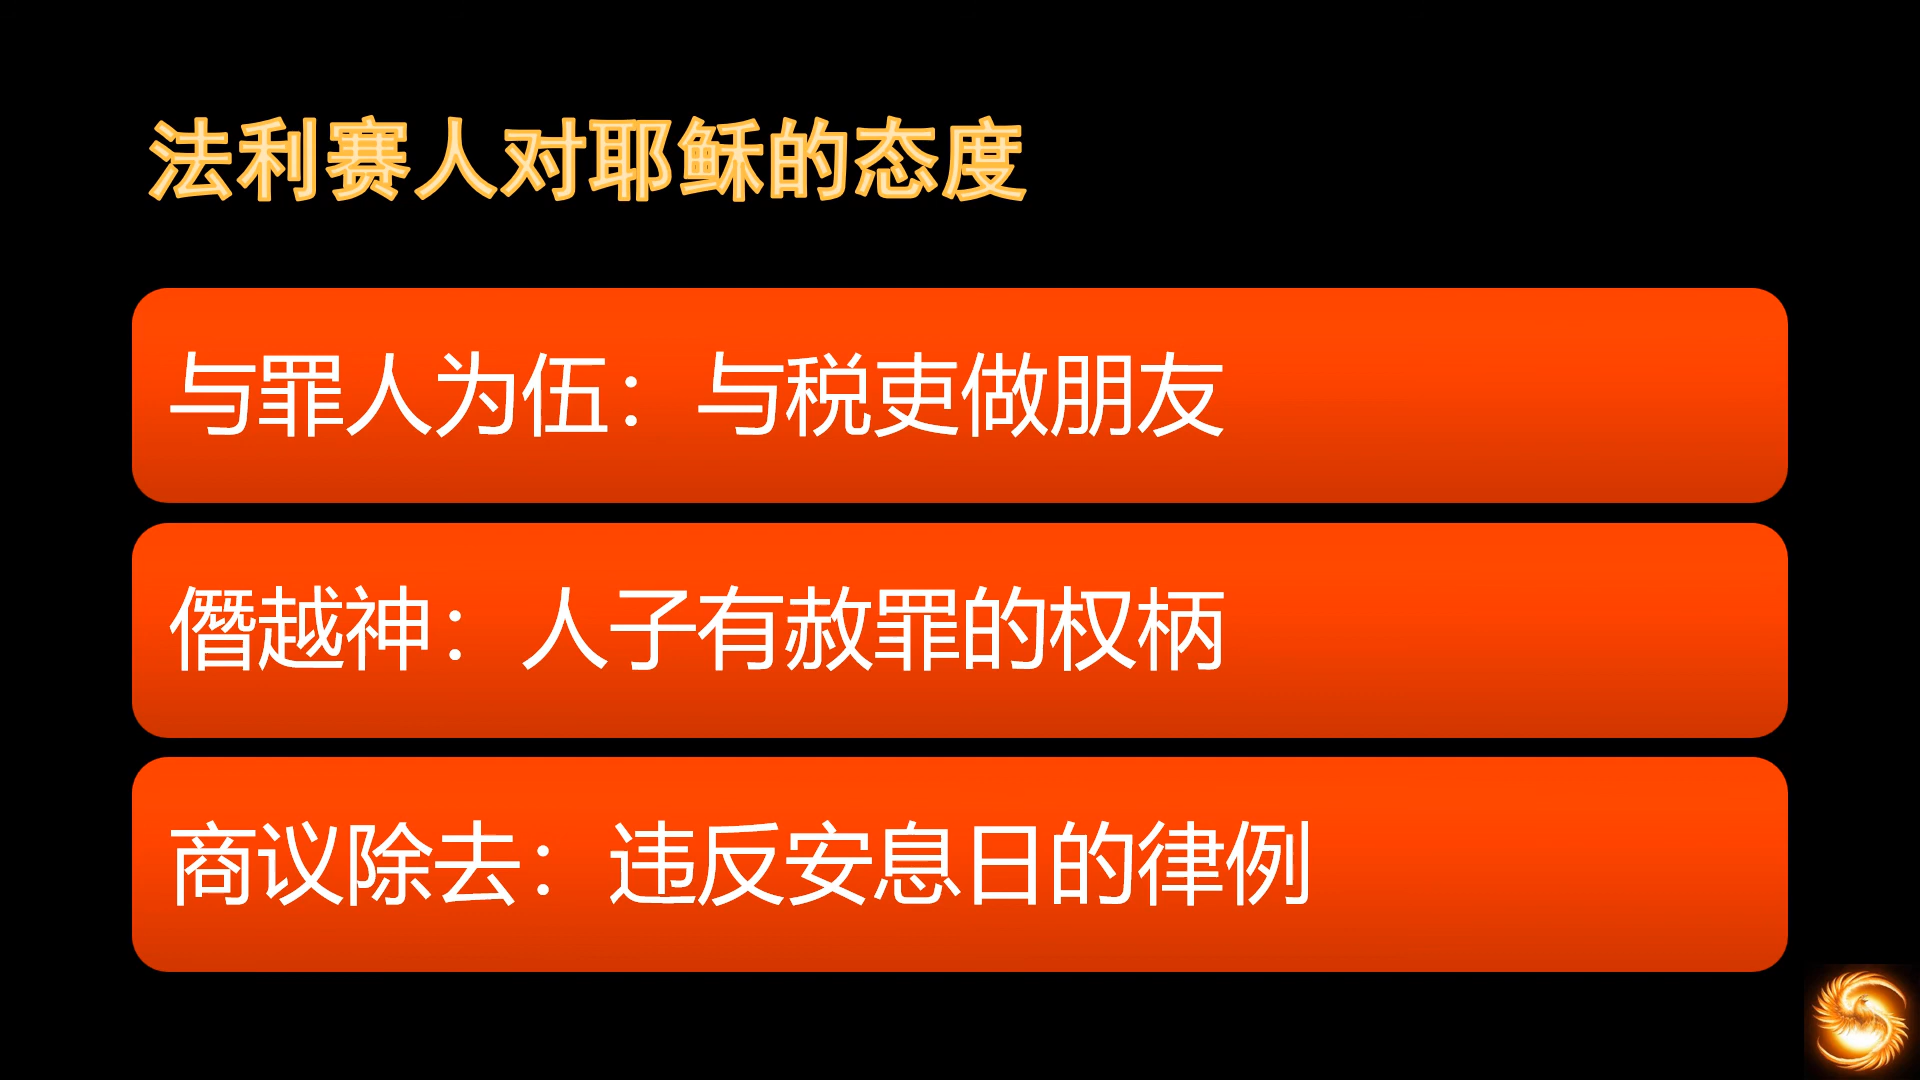 法利赛人对耶稣的态度
与罪人为伍：与税吏做朋友
僭越神：人子有赦罪的权柄
商议除去：违反安息日的律例